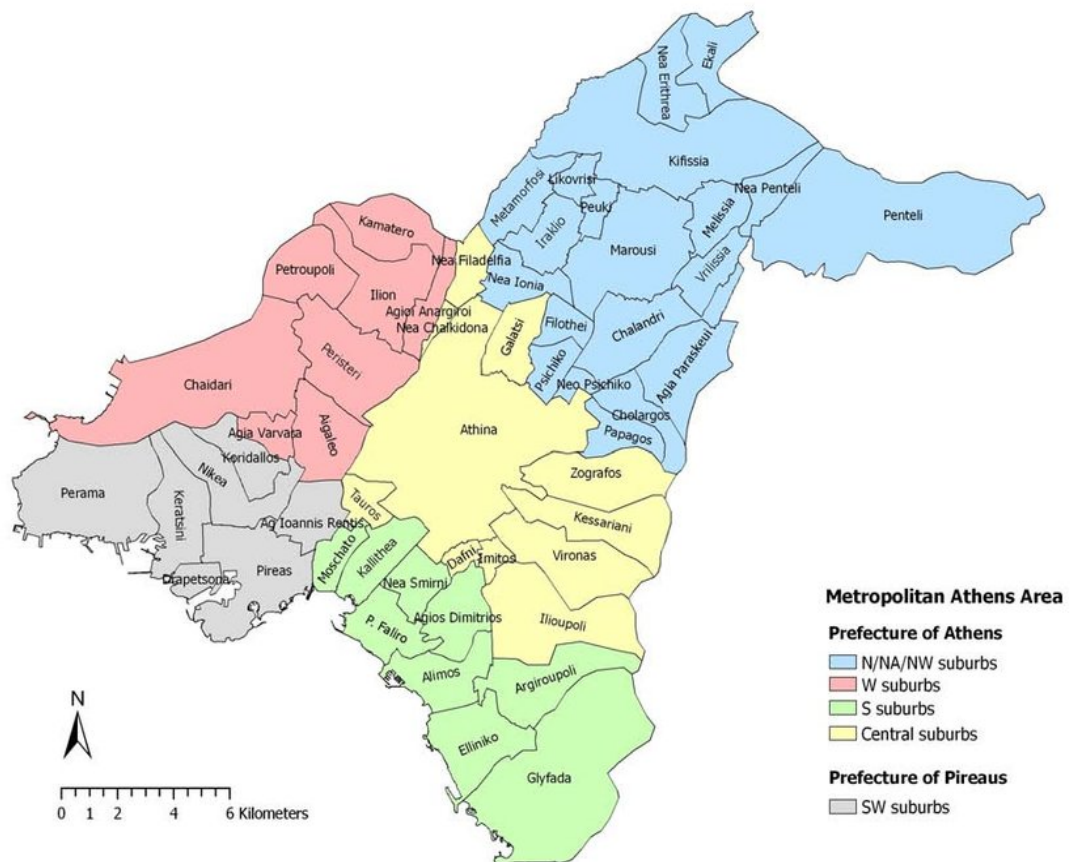 Ekali
Nea Erithrea
Kifissia
Likovrisi
Metamorfosi
Peuki
Nea Penteli
Melissia
Penteli
Iraklio
Kamatero
Marousi
Vrilissia
Nea Filadelfia
Petroupoli
Nea Ionia
Ilion
Agioi Anargiroi
Nea Chalkidona
Filothei
Chalandri
Galatsi
Peristeri
Psichiko
Agia Paraskeui
Chaidari
Neo Psichiko
Cholargos
Athina
Papagos
Agia Varvara
Aigaleo
Koridallos
Nikea
Zografos
Perama
Keratsini
Tauros
Ag Ioannis Rentis
Kessariani
Moschato
Kallithea
Dafni
Imitos
Vironas
Pireas
Drapetsona
Nea Smirni
Agios Dimitrios
Ilioupoli
P. Faliro
Alimos
Argiroupoli
Elliniko
Glyfada
Metropolitan Athens Area
Prefecture of Athens
N/NA/NW suburbs
W suburbs
S suburbs
Central suburbs
Prefecture of Pireaus
SW suburbs
N
0 1 2 4 6 Kilometers